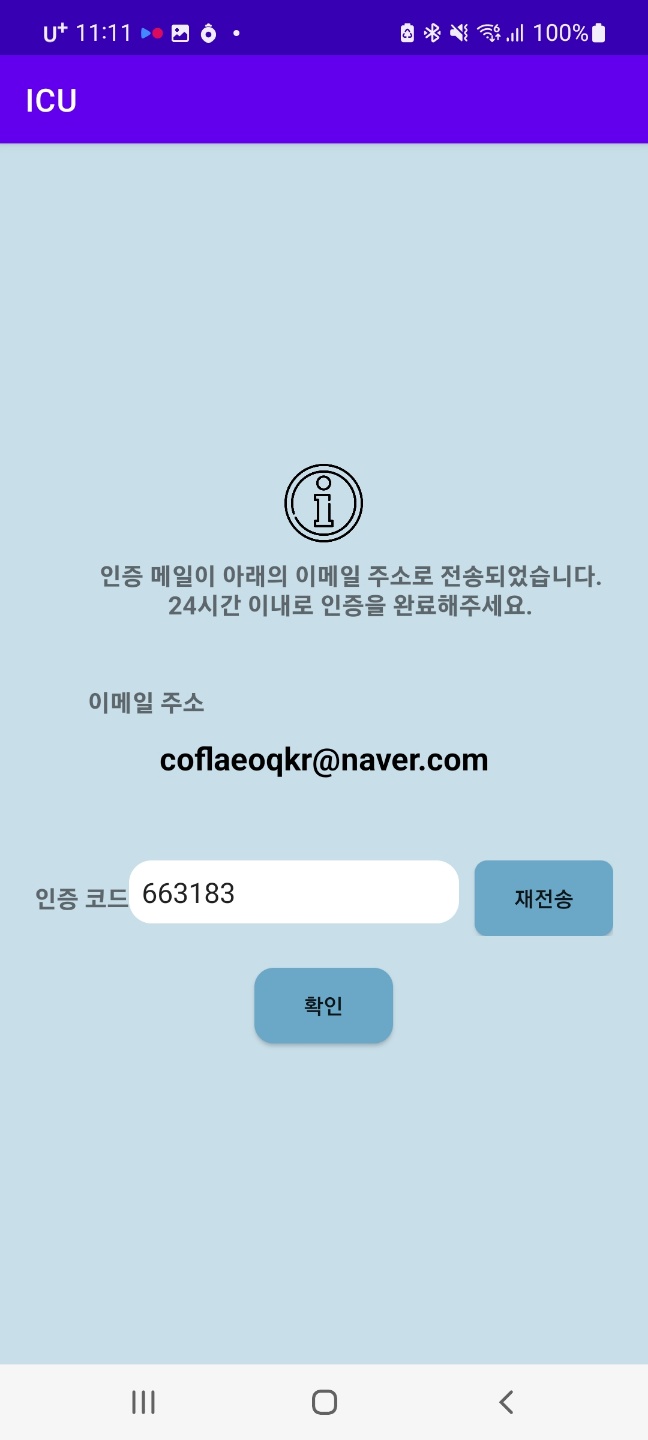 U+ 11:11 100%
ICU
인증 메일이 아래의 이메일 주소로 전송되었습니다.
24시간 이내로 인증을 완료해주세요.
이메일 주소
coflaeoqkr@naver.com
인증 코드 663183 재전송
확인